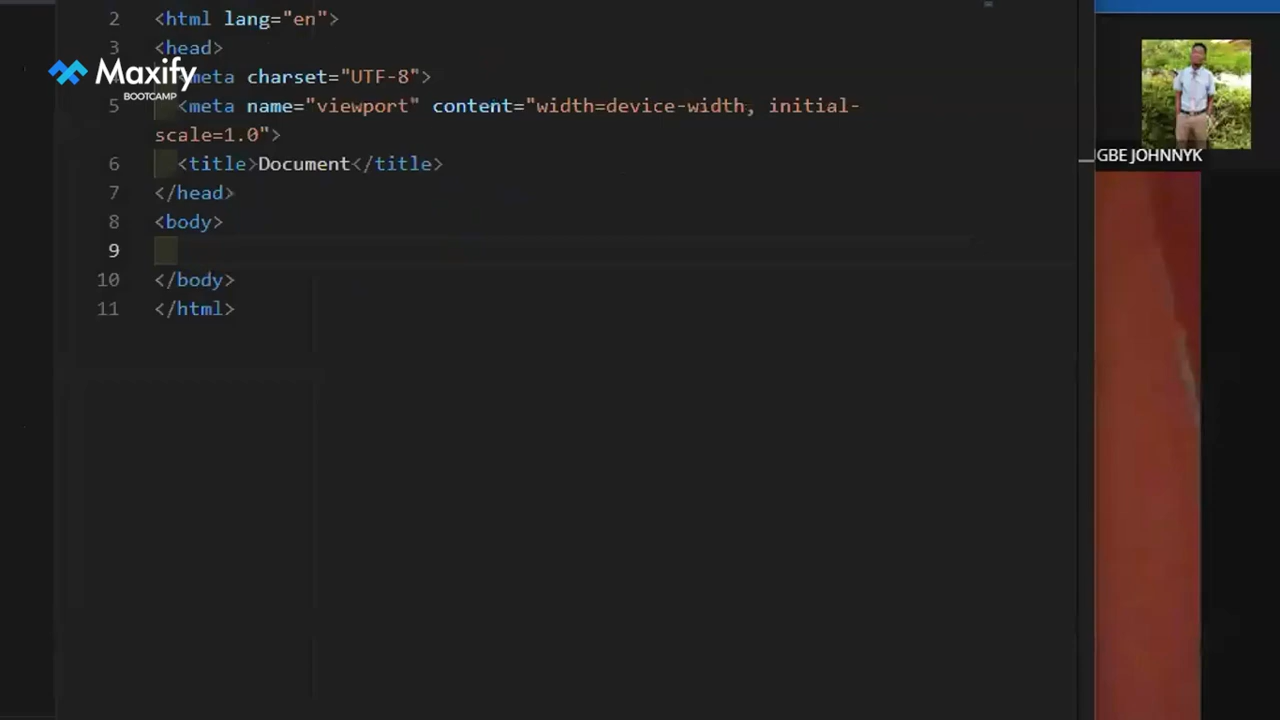 2 <html lang="en">
3 <head>
Maxify
BOOTCAMP
meta charset="UTF-8">
5 <meta name="viewport" content="width=device-width, initial-
scale=1.0">
6 <title>Document</title>
7 </head>
8 <body>
9
10 </body>
11 </html>
GBE JOHNNYK